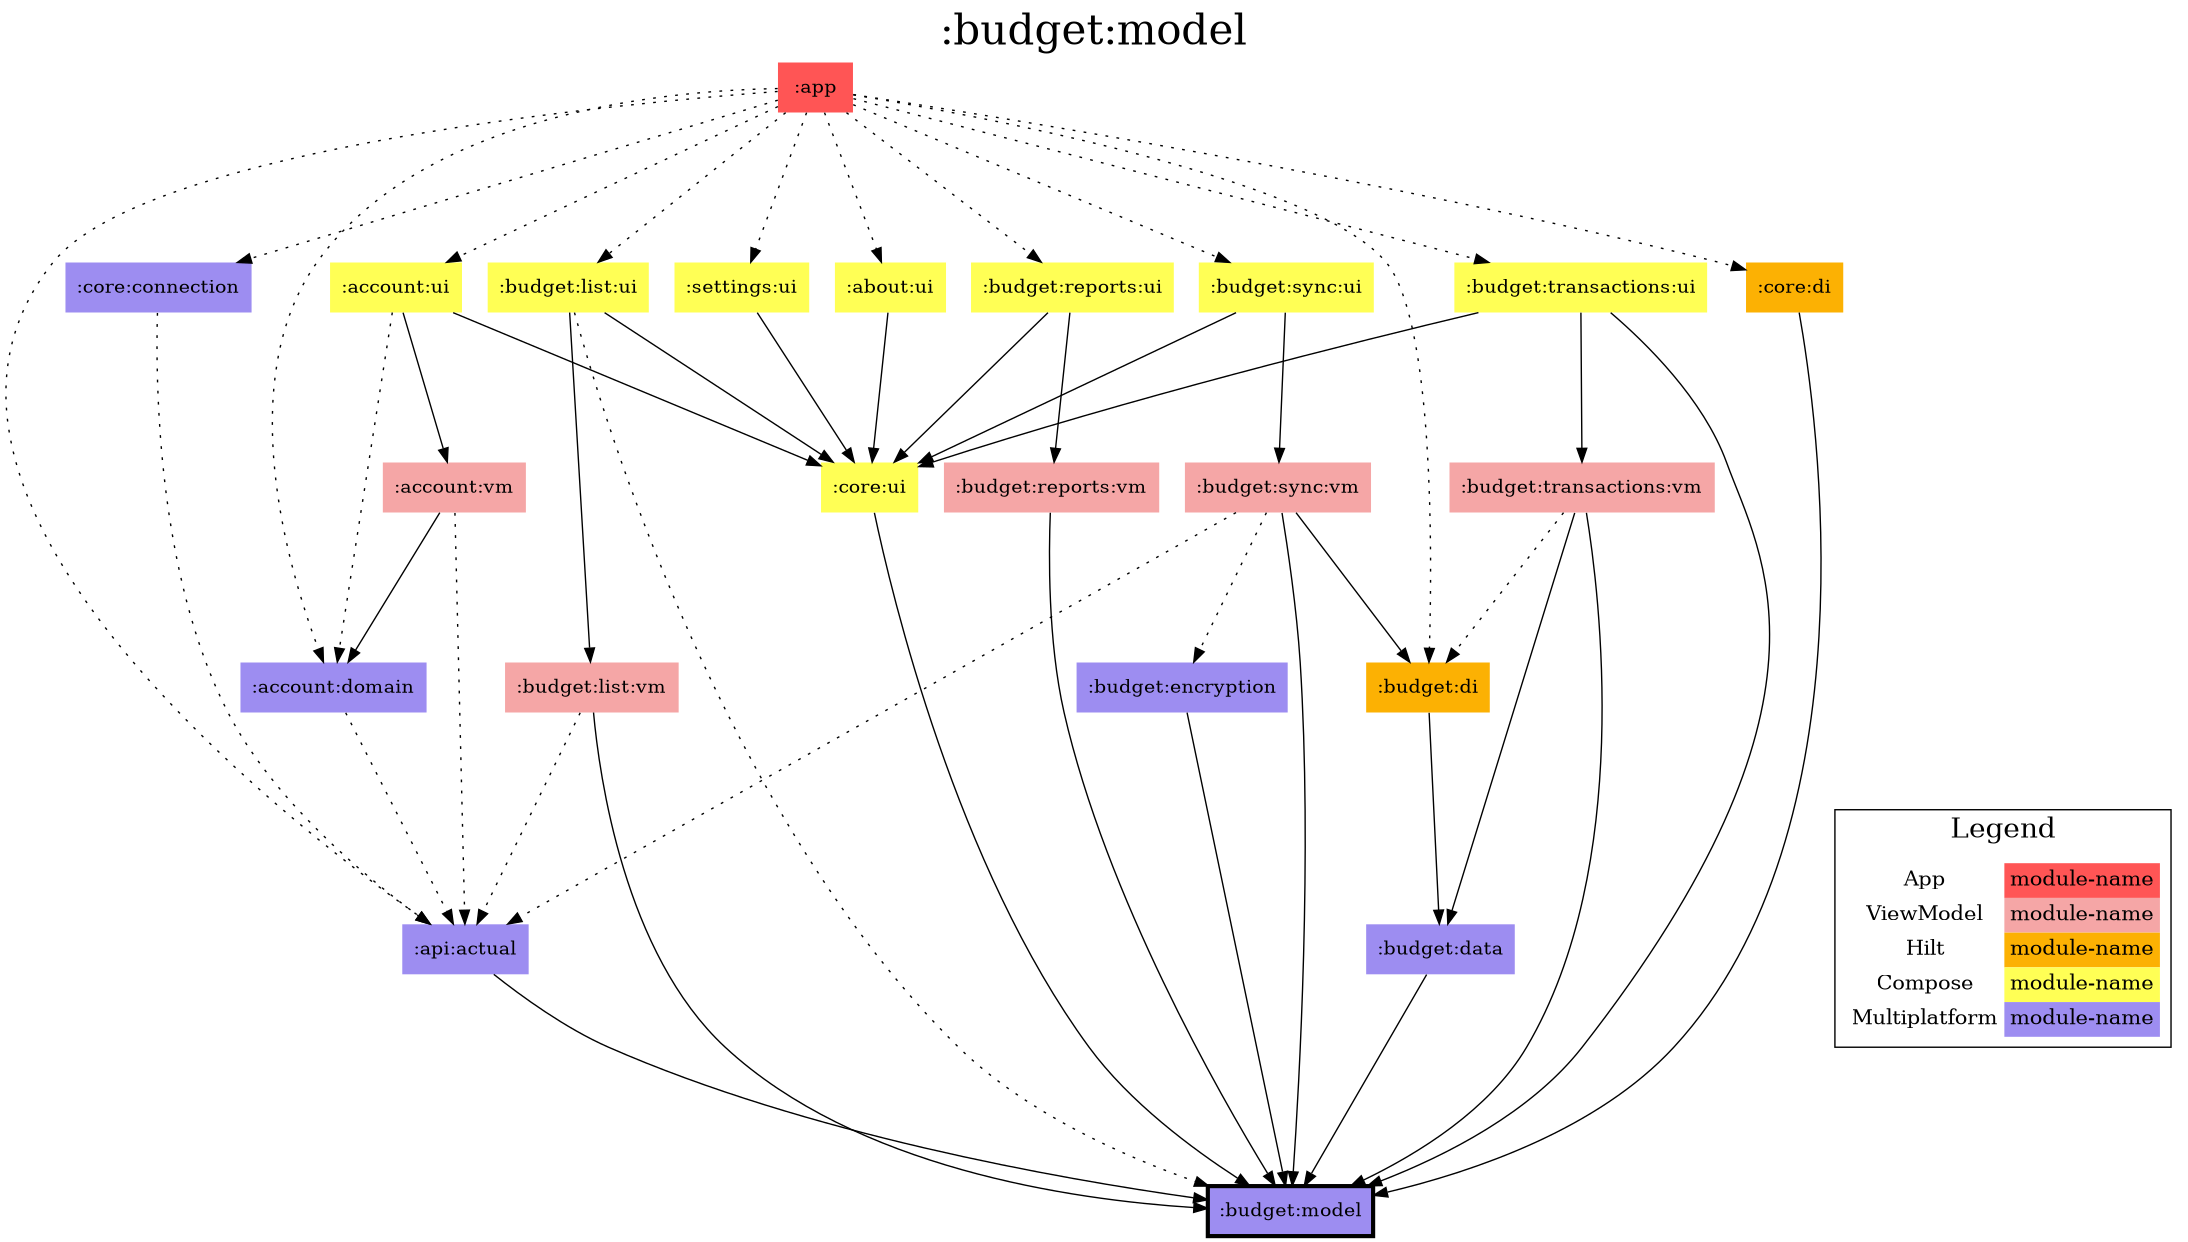 :budget:model
:app
:core:connection
:account:ui
:budget:list:ui
:settings:ui
:about:ui
:budget:reports:ui
:budget:sync:ui
:budget:transactions:ui
:core:di
:account:vm
:core:ui
:budget:reports:vm
:budget:sync:vm
:budget:transactions:vm
:account:domain
:budget:list:vm
:budget:encryption
:budget:di
Legend
App module-name
ViewModel module-name
Hilt module-name
Compose module-name
Multiplatform module-name
:api:actual
:budget:data
:budget:model